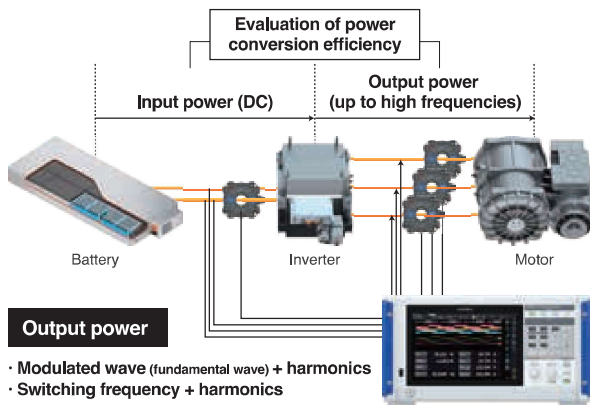 Evaluation of power
conversion efficiency
Input power (DC)
Output power
(up to high frequencies)
Battery
Inverter
Motor
Output power
· Modulated wave (fundamental wave) + harmonics
· Switching frequency + harmonics